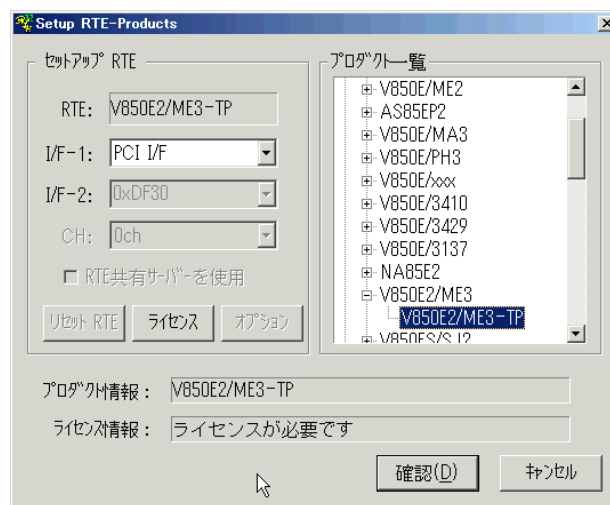 Setup RTE-Products
セットアップ RTE
RTE: V850E2/ME3-TP
I/F-1: PCI I/F
I/F-2: 0xDF30
CH: 0ch
RTE共有サーバーを使用
リセット RTE
ライセンス
オプション
プロダクト一覧
V850E/ME2
AS85EP2
V850E/MA3
V850E/PH3
V850E/xxx
V850E/3410
V850E/3429
V850E/3137
NA85E2
V850E2/ME3
V850E2/ME3-TP
V850ES/SJ2
プロダクト情報： V850E2/ME3-TP
ライセンス情報： ライセンスが必要です
確認(D)
キャンセル